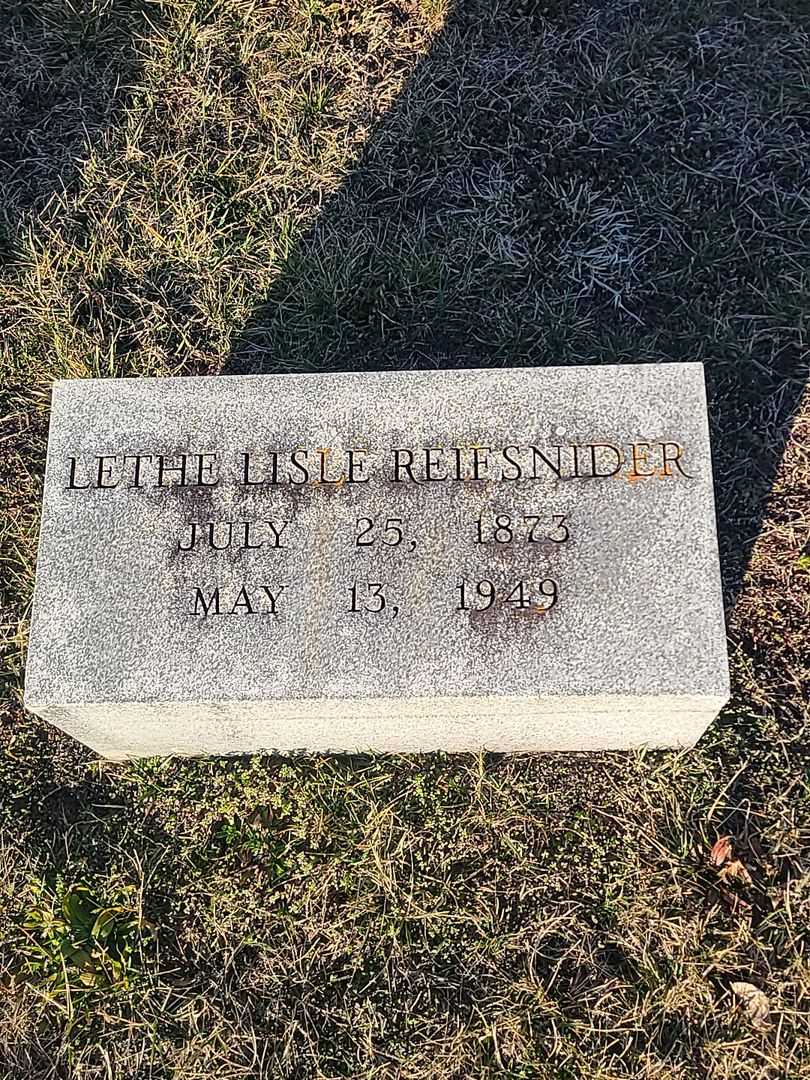 LETHE LISLE REIFSNIDER
JULY 25, 1873
MAY 13, 1949